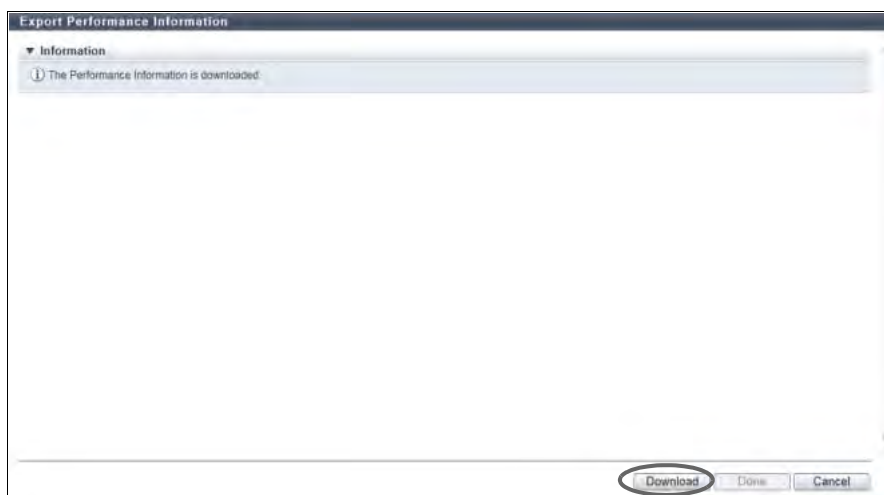 Export Performance Information
▼ Information
The Performance Information is downloaded.
Download Done Cancel